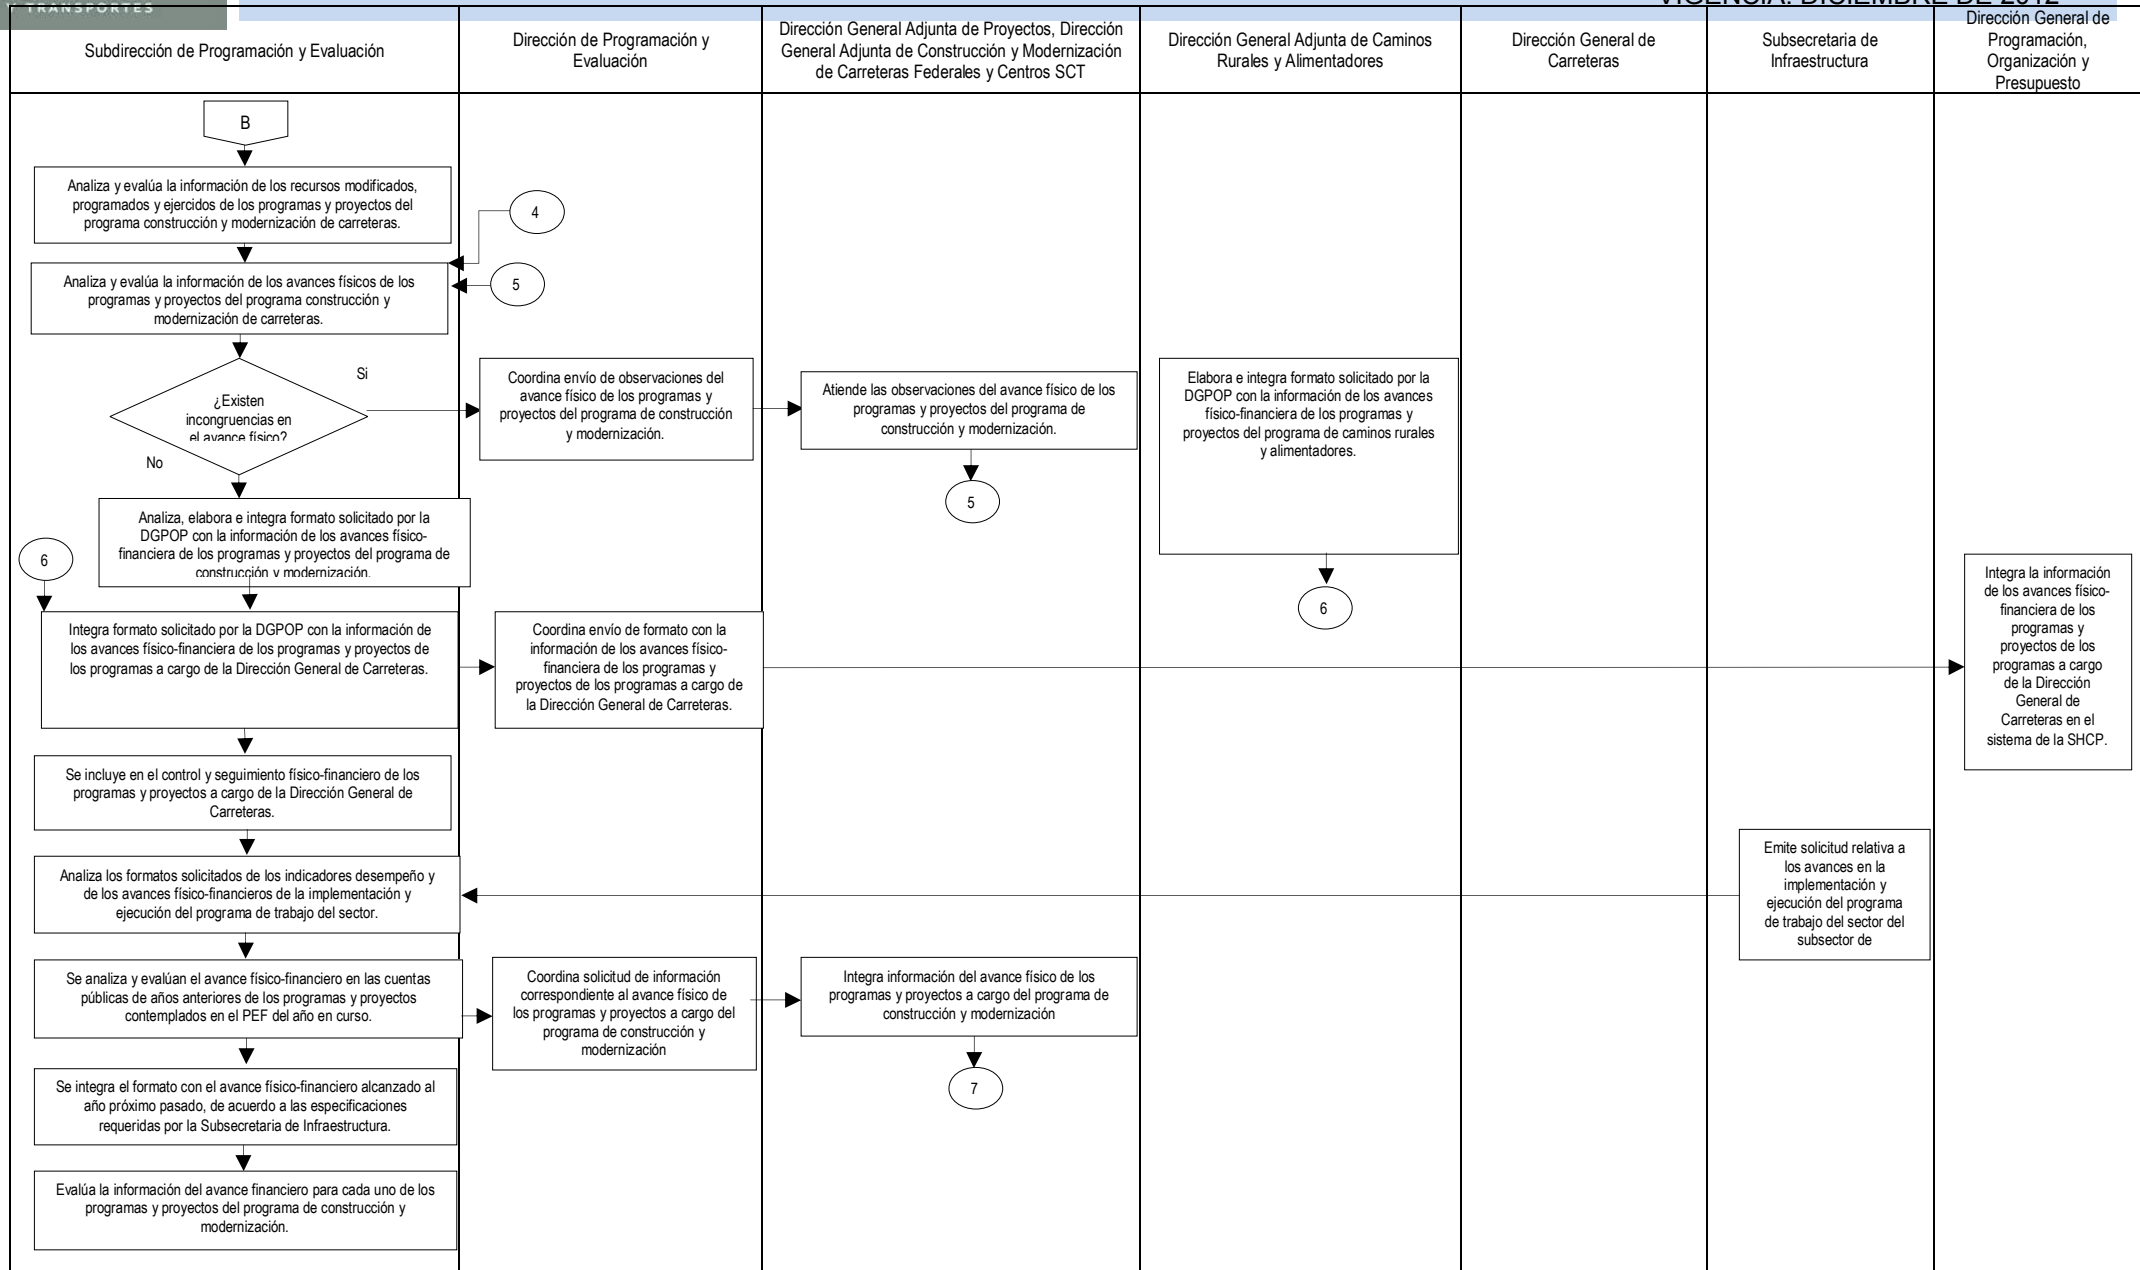 Y TRANSPORTES
VIGENCIA: DICIEMBRE DE 2012
Subdirección de Programación y Evaluación
Dirección de Programación y
Evaluación
Dirección General Adjunta de Proyectos, Dirección
General Adjunta de Construcción y Modernización
de Carreteras Federales y Centros SCT
Dirección General Adjunta de Caminos
Rurales y Alimentadores
Dirección General de
Carreteras
Subsecretaria de
Infraestructura
Dirección General de
Programación,
Organización y
Presupuesto
B
Analiza y evalúa la información de los recursos modificados,
programados y ejercidos de los programas y proyectos del
programa construcción y modernización de carreteras.
4
Analiza y evalúa la información de los avances físicos de los
programas y proyectos del programa construcción y
modernización de carreteras.
5
¿Existen
incongruencias en
el avance físico?
Si
No
Coordina envío de observaciones del
avance físico de los programas y
proyectos del programa de construcción
y modernización.
Atiende las observaciones del avance físico de los
programas y proyectos del programa de
construcción y modernización.
5
Elabora e integra formato solicitado por la
DGPOP con la información de los avances
físico-financiera de los programas y
proyectos del programa de caminos rurales
y alimentadores.
6
Analiza, elabora e integra formato solicitado por la
DGPOP con la información de los avances físico-
financiera de los programas y proyectos del programa de
construcción y modernización.
6
Integra formato solicitado por la DGPOP con la información de
los avances físico-financiera de los programas y proyectos de
los programas a cargo de la Dirección General de Carreteras.
Coordina envío de formato con la
información de los avances físico-
financiera de los programas y
proyectos de los programas a cargo de
la Dirección General de Carreteras.
Integra la información
de los avances físico-
financiera de los
programas y
proyectos de los
programas a cargo
de la Dirección
General de
Carreteras en el
sistema de la SHCP.
Se incluye en el control y seguimiento físico-financiero de los
programas y proyectos a cargo de la Dirección General de
Carreteras.
Analiza los formatos solicitados de los indicadores desempeño y
de los avances físico-financieros de la implementación y
ejecución del programa de trabajo del sector.
Emite solicitud relativa a
los avances en la
implementación y
ejecución del programa
de trabajo del sector del
subsector de
Se analiza y evalúan el avance físico-financiero en las cuentas
públicas de años anteriores de los programas y proyectos
contemplados en el PEF del año en curso.
Coordina solicitud de información
correspondiente al avance físico de
los programas y proyectos a cargo del
programa de construcción y
modernización
Integra información del avance físico de los
programas y proyectos a cargo del programa de
construcción y modernización
7
Se integra el formato con el avance físico-financiero alcanzado al
año próximo pasado, de acuerdo a las especificaciones
requeridas por la Subsecretaria de Infraestructura.
Evalúa la información del avance financiero para cada uno de los
programas y proyectos del programa de construcción y
modernización.